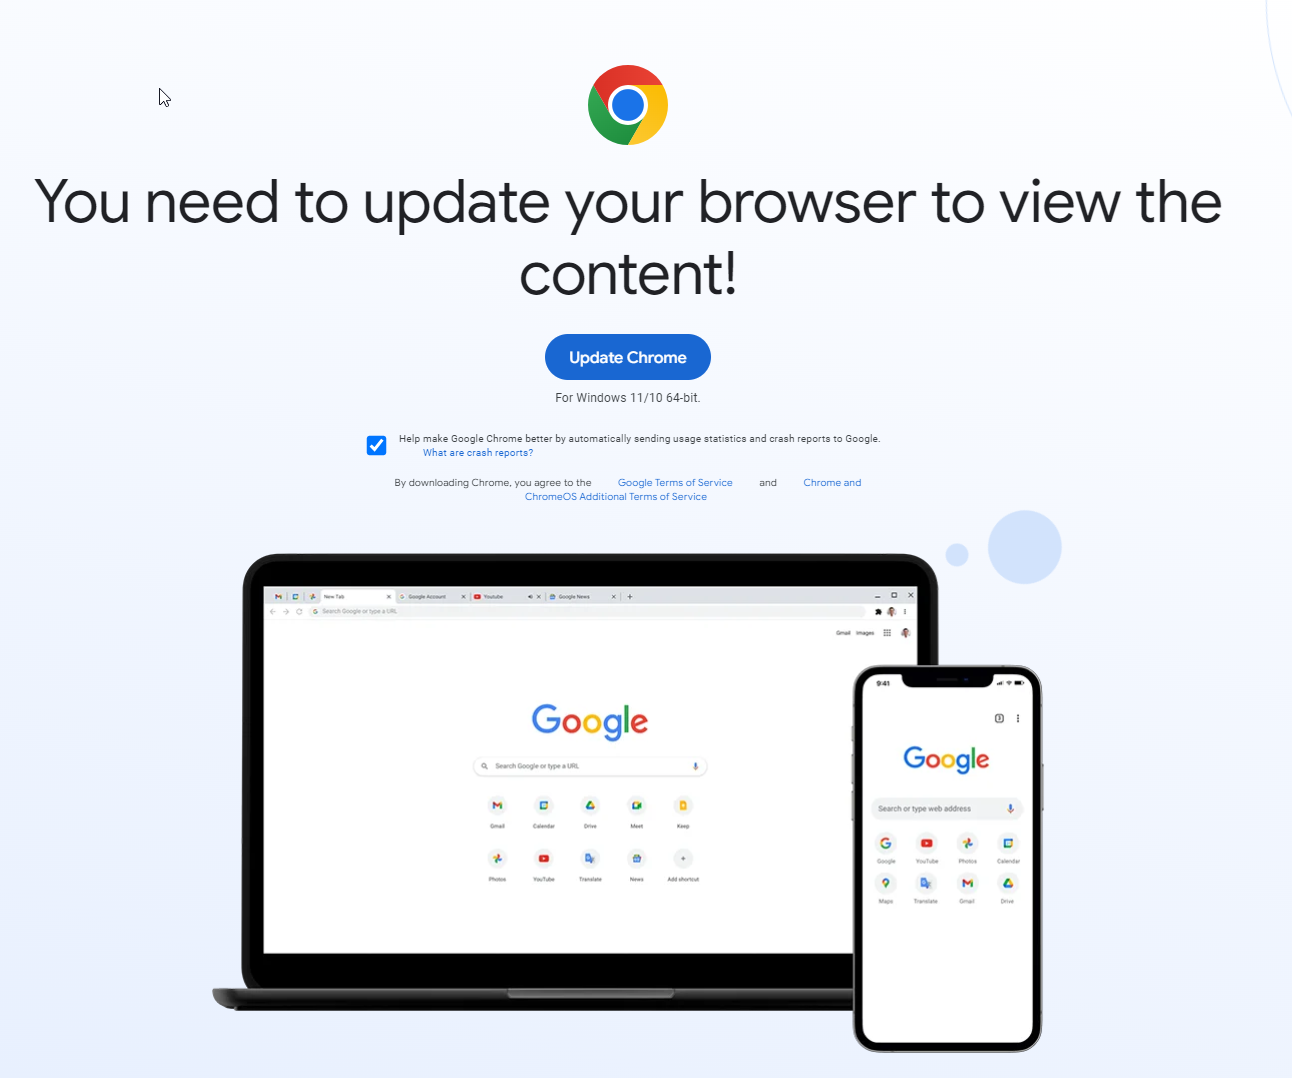 You need to update your browser to view the
content!
Update Chrome
For Windows 11/10 64-bit.
Help make Google Chrome better by automatically sending usage statistics and crash reports to Google.
What are crash reports?
By downloading Chrome, you agree to the Google Terms of Service and Chrome and
ChromeOS Additional Terms of Service
New Tab Google Account Youtube Google News
Search Google or type a URL
Gmail Images
Google
Search Google or type a URL
Gmail Calendar Drive Meet Keep
Photos YouTube Translate News Add shortcut
9:41
3
Google
Search or type web address
Google YouTube Photos Calendar
Maps Translate Gmail Drive